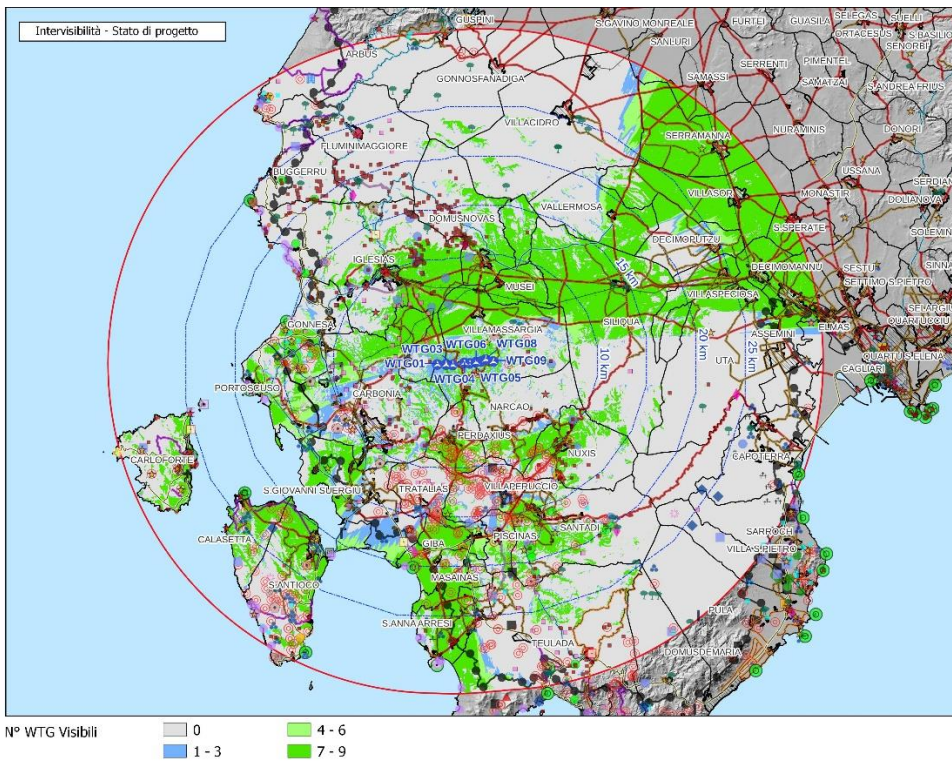 Intervisibilità - Stato di progetto
GUSPINI
S.GAVINO MONREALE
FURTEI
GUASILA
SELEGAS
SUELLI
ORTACESUS
S.BASILIO
SENORBI
SANLURI
ARBUS
PIMENTEL
SERRENTI
GONNOSFANADIGA
SAMASSI
SAMATZAI
S.ANDREA FRIUS
VILLACIDRO
DONORI
NURAMINIS
SERRAMANNA
FLUMINIMAGGIORE
USSANA
BUGGERRU
SERDIANA
MONASTIR
DOLIANOVA
VILLASOR
VALLERMOSA
DOMUSNOVAS
S.SPERATE
DECIMOPUTZU
IGLESIAS
15 km
DECIMOMANNU
SESTU
SINNAI
SETTIMO S.PIETRO
MUSEI
VILLASPECIOSA
GONNESA
VILLAMASSARGIA
SILIQUA
ASSEMINI
ELMAS
QUARTUCCIU
WTG03
WTG06
WTG08
QUARTU S.ELENA
WTG01
WTG09
10 km
20 km
25 km
UTA
CAGLIARI
WTG04
WTG05
PORTOSCUSO
CARBONIA
NARCAO
PERDAXIUS
NUXIS
CARLOFORTE
CAPOTERRA
S.GIOVANNI SUERGIU
TRATALIAS
VILLAPERUCCIO
SANTADI
CALASETTA
GIBA
PISCINAS
SARROCH
VILLA S.PIETRO
MASAINAS
S.ANTIOCO
PULA
S.ANNA ARRESI
TEULADA
DOMUSDEMARIA
N° WTG Visibili
0
4 - 6
1 - 3
7 - 9